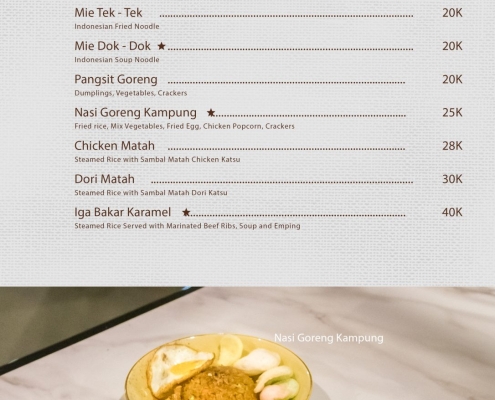 Mie Tek - Tek ........ 20K
Indonesian Fried Noodle
Mie Dok - Dok ★ ........ 20K
Indonesian Soup Noodle
Pangsit Goreng ........ 20K
Dumplings, Vegetables, Crackers
Nasi Goreng Kampung ★ ........ 25K
Fried rice, Mix Vegetables, Fried Egg, Chicken Popcorn, Crackers
Chicken Matah ........ 28K
Steamed Rice with Sambal Matah Chicken Katsu
Dori Matah ........ 30K
Steamed Rice with Sambal Matah Dori Katsu
Iga Bakar Karamel ★ ........ 40K
Steamed Rice Served with Marinated Beef Ribs, Soup and Emping
Nasi Goreng Kampung